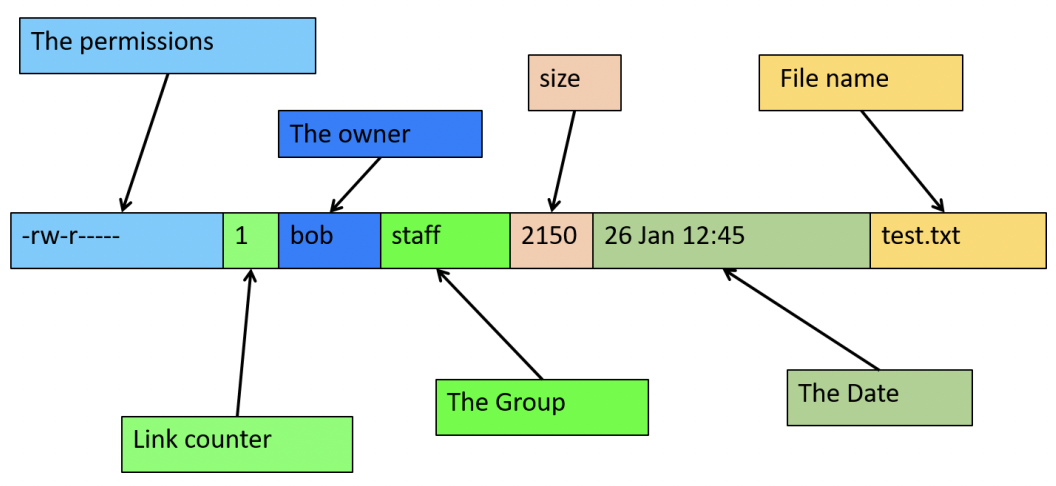 The permissions
size
File name
The owner
-rw-r-----
1
bob
staff
2150
26 Jan 12:45
test.txt
The Group
The Date
Link counter